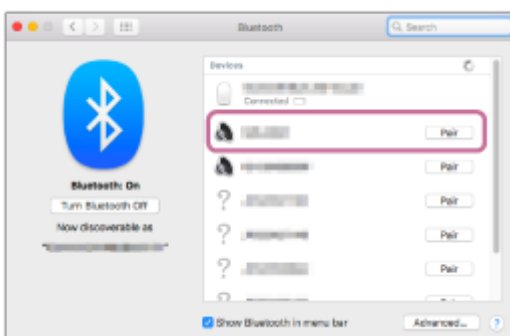 Bluetooth
Search
Devices
Connected
Pair
Pair
Bluetooth: On
Turn Bluetooth Off
Pair
Now discoverable as
Pair
Pair
Show Bluetooth in menu bar
Advanced...
?